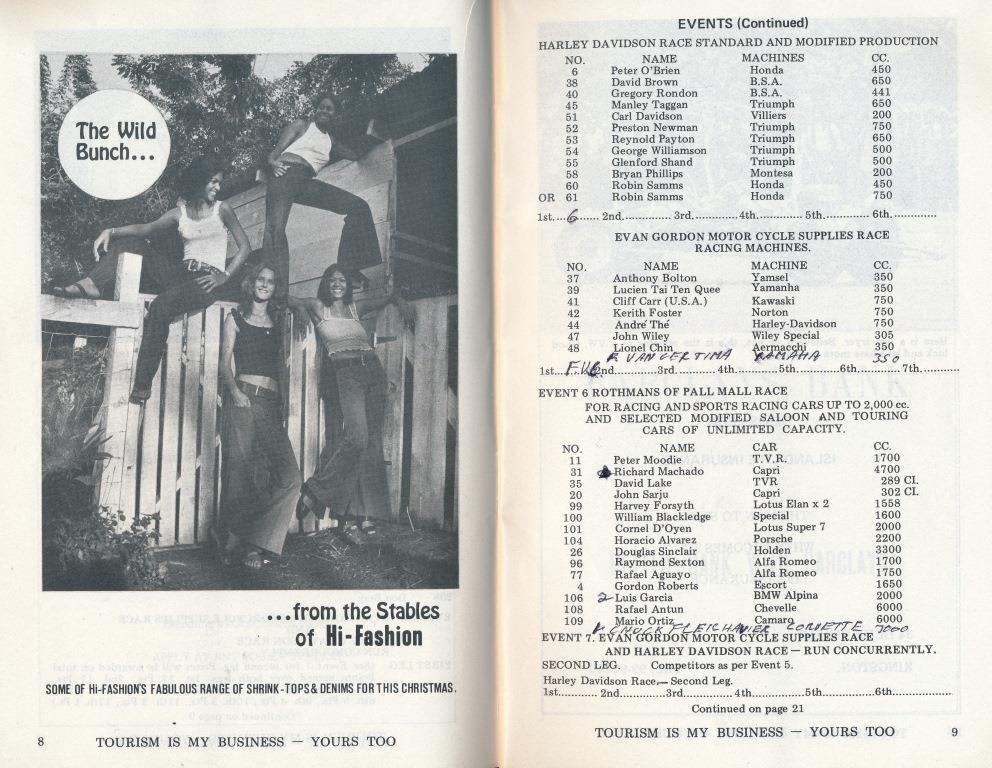 The Wild
Bunch...
...from the Stables
of Hi-Fashion
SOME OF Hi-FASHION'S FABULOUS RANGE OF SHRINK-TOPS & DENIMS FOR THIS CHRISTMAS.
8 TOURISM IS MY BUSINESS — YOURS TOO
EVENTS (Continued)
HARLEY DAVIDSON RACE STANDARD AND MODIFIED PRODUCTION
NO. NAME MACHINES CC.
6 Peter O'Brien Honda 450
38 David Brown B.S.A. 650
40 Gregory Rondon B.S.A. 441
45 Manley Taggan Triumph 650
51 Carl Davidson Villiers 200
52 Preston Newman Triumph 750
53 Reynold Payton Triumph 650
54 George Williamson Triumph 500
55 Glenford Shand Triumph 500
58 Bryan Phillips Montesa 200
60 Robin Samms Honda 450
OR 61 Robin Samms Honda 750
1st....6...... 2nd............. 3rd............ 4th............ 5th............. 6th.............
EVAN GORDON MOTOR CYCLE SUPPLIES RACE
RACING MACHINES.
NO. NAME MACHINE CC.
37 Anthony Bolton Yamsel 350
39 Lucien Tai Ten Quee Yamanha 350
41 Cliff Carr (U.S.A.) Kawaski 750
42 Kerith Foster Norton 750
44 André Thé Harley-Davidson 750
47 John Wiley Wiley Special 305
48 Lionel Chin Aermacchi 350
YAMAHA 350
1st.... 2nd............3rd............ 4th............ 5th............6th............ 7th............
EVENT 6 ROTHMANS OF PALL MALL RACE
FOR RACING AND SPORTS RACING CARS UP TO 2,000 cc.
AND SELECTED MODIFIED SALOON AND TOURING
CARS OF UNLIMITED CAPACITY.
NO. NAME CAR CC.
11 Peter Moodie T.V.R. 1700
31 Richard Machado Capri 4700
35 David Lake TVR 289 CI.
20 John Sarju Capri 302 CI.
99 Harvey Forsyth Lotus Elan x 2 1558
100 William Blackledge Special 1600
101 Cornel D'Oyen Lotus Super 7 2000
104 Horacio Alvarez Porsche 2200
26 Douglas Sinclair Holden 3300
96 Raymond Sexton Alfa Romeo 1700
77 Rafael Aguayo Alfa Romeo 1750
4 Gordon Roberts Escort 1650
106 2 Luis Garcia BMW Alpina 2000
108 Rafael Antun Chevelle 6000
109 Mario Ortiz Camaro 6000
CHUCK CORVETTE 7000
EVENT 7. EVAN GORDON MOTOR CYCLE SUPPLIES RACE
AND HARLEY DAVIDSON RACE — RUN CONCURRENTLY.
SECOND LEG. Competitors as per Event 5.
Harley Davidson Race — Second Leg.
1st............ 2nd............3rd............ 4th............ 5th............ 6th...............
Continued on page 21
TOURISM IS MY BUSINESS — YOURS TOO 9